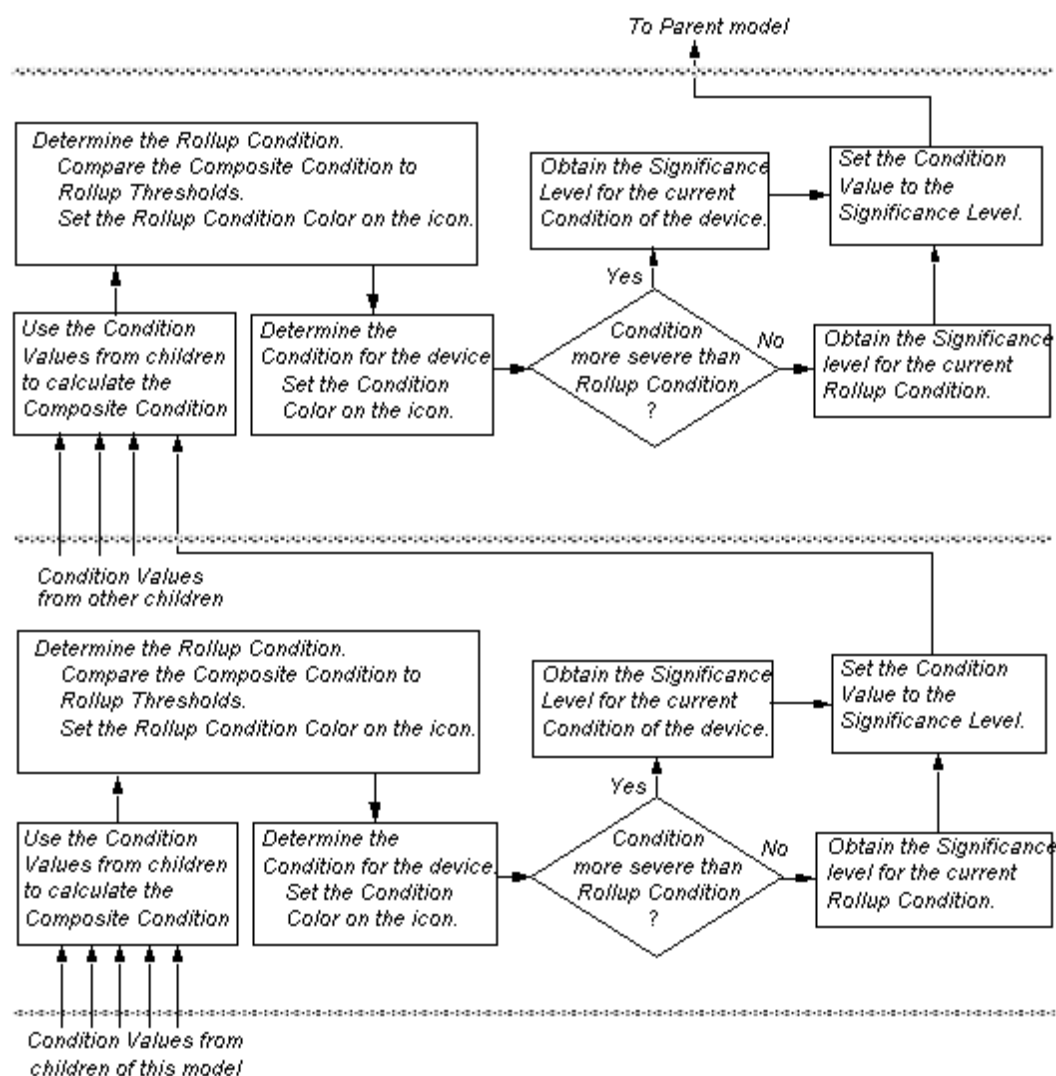 To Parent model
Determine the Rollup Condition.
Compare the Composite Condition to
Rollup Thresholds.
Set the Rollup Condition Color on the icon.
Obtain the Significance
Level for the current
Condition of the device.
Set the Condition
Value to the
Significance Level.
Yes
Use the Condition
Values from children
to calculate the
Composite Condition
Determine the
Condition for the device
Set the Condition
Color on the icon.
Condition
more severe than
Rollup Condition
?
No
Obtain the Significance
level for the current
Rollup Condition.
Condition Values
from other children
Determine the Rollup Condition.
Compare the Composite Condition to
Rollup Thresholds.
Set the Rollup Condition Color on the icon.
Obtain the Significance
Level for the current
Condition of the device.
Set the Condition
Value to the
Significance Level.
Yes
Use the Condition
Values from children
to calculate the
Composite Condition
Determine the
Condition for the device.
Set the Condition
Color on the icon.
Condition
more severe than
Rollup Condition
?
No
Obtain the Significance
level for the current
Rollup Condition.
Condition Values from
children of this model